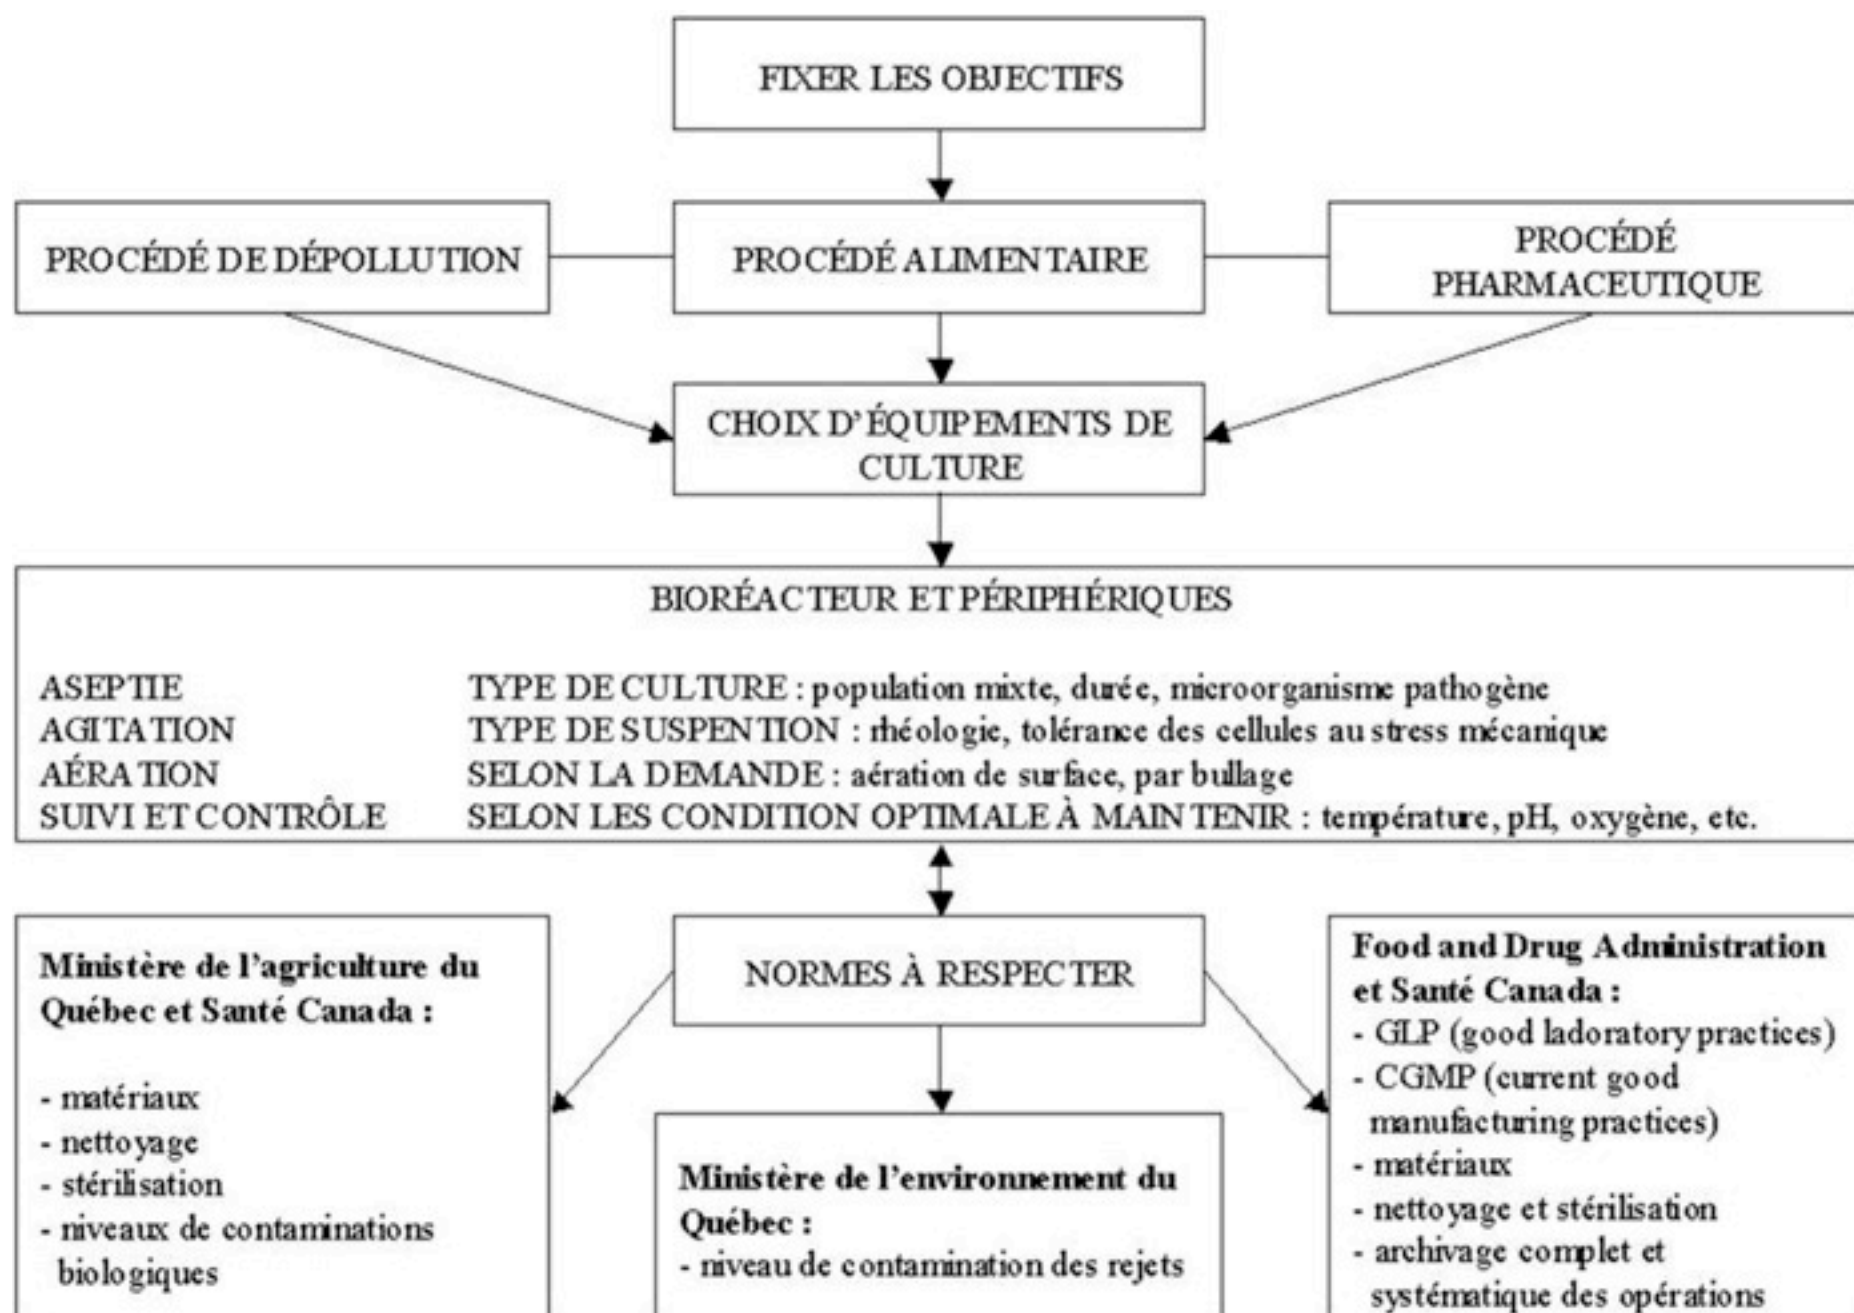 FIXER LES OBJECTIFS
PROCÉDÉ DE DÉPOLLUTION
PROCÉDÉ ALIMENTAIRE
PROCÉDÉ
PHARMACEUTIQUE
CHOIX D'ÉQUIPEMENTS DE
CULTURE
BIORÉACTEUR ET PÉRIPHÉRIQUES
ASEPTIE TYPE DE CULTURE : population mixte, durée, microorganisme pathogène
AGITATION TYPE DE SUSPENTION : rhéologie, tolérance des cellules au stress mécanique
AÉRATION SELON LA DEMANDE : aération de surface, par bullage
SUIVI ET CONTRÔLE SELON LES CONDITION OPTIMALE À MAINTENIR : température, pH, oxygène, etc.
NORMES À RESPECTER
Ministère de l'agriculture du
Québec et Santé Canada :
- matériaux
- nettoyage
- stérilisation
- niveaux de contaminations
biologiques
Ministère de l'environnement du
Québec :
- niveau de contamination des rejets
Food and Drug Administration
et Santé Canada :
- GLP (good ladoratory practices)
- CGMP (current good
manufacturing practices)
- matériaux
- nettoyage et stérilisation
- archivage complet et
systématique des opérations